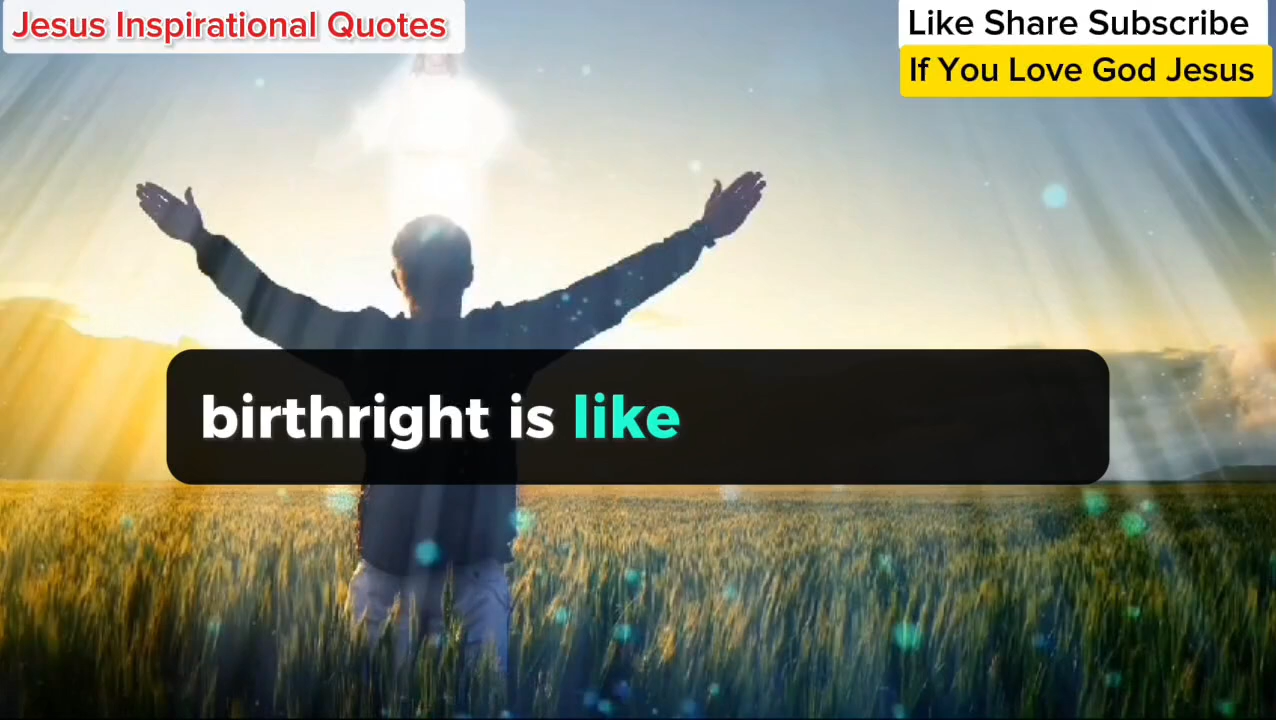 Jesus Inspirational Quotes
Like Share Subscribe
If You Love God Jesus
birthright is like